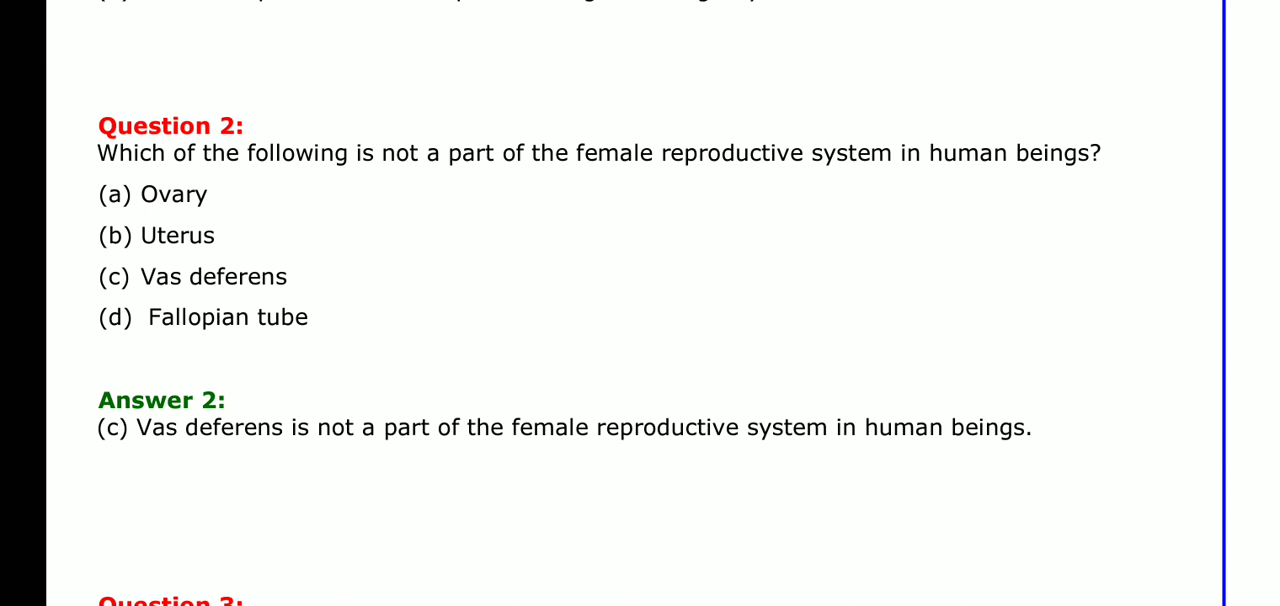 Question 2:
Which of the following is not a part of the female reproductive system in human beings?
(a) Ovary
(b) Uterus
(c) Vas deferens
(d) Fallopian tube
Answer 2:
(c) Vas deferens is not a part of the female reproductive system in human beings.
Question 3: